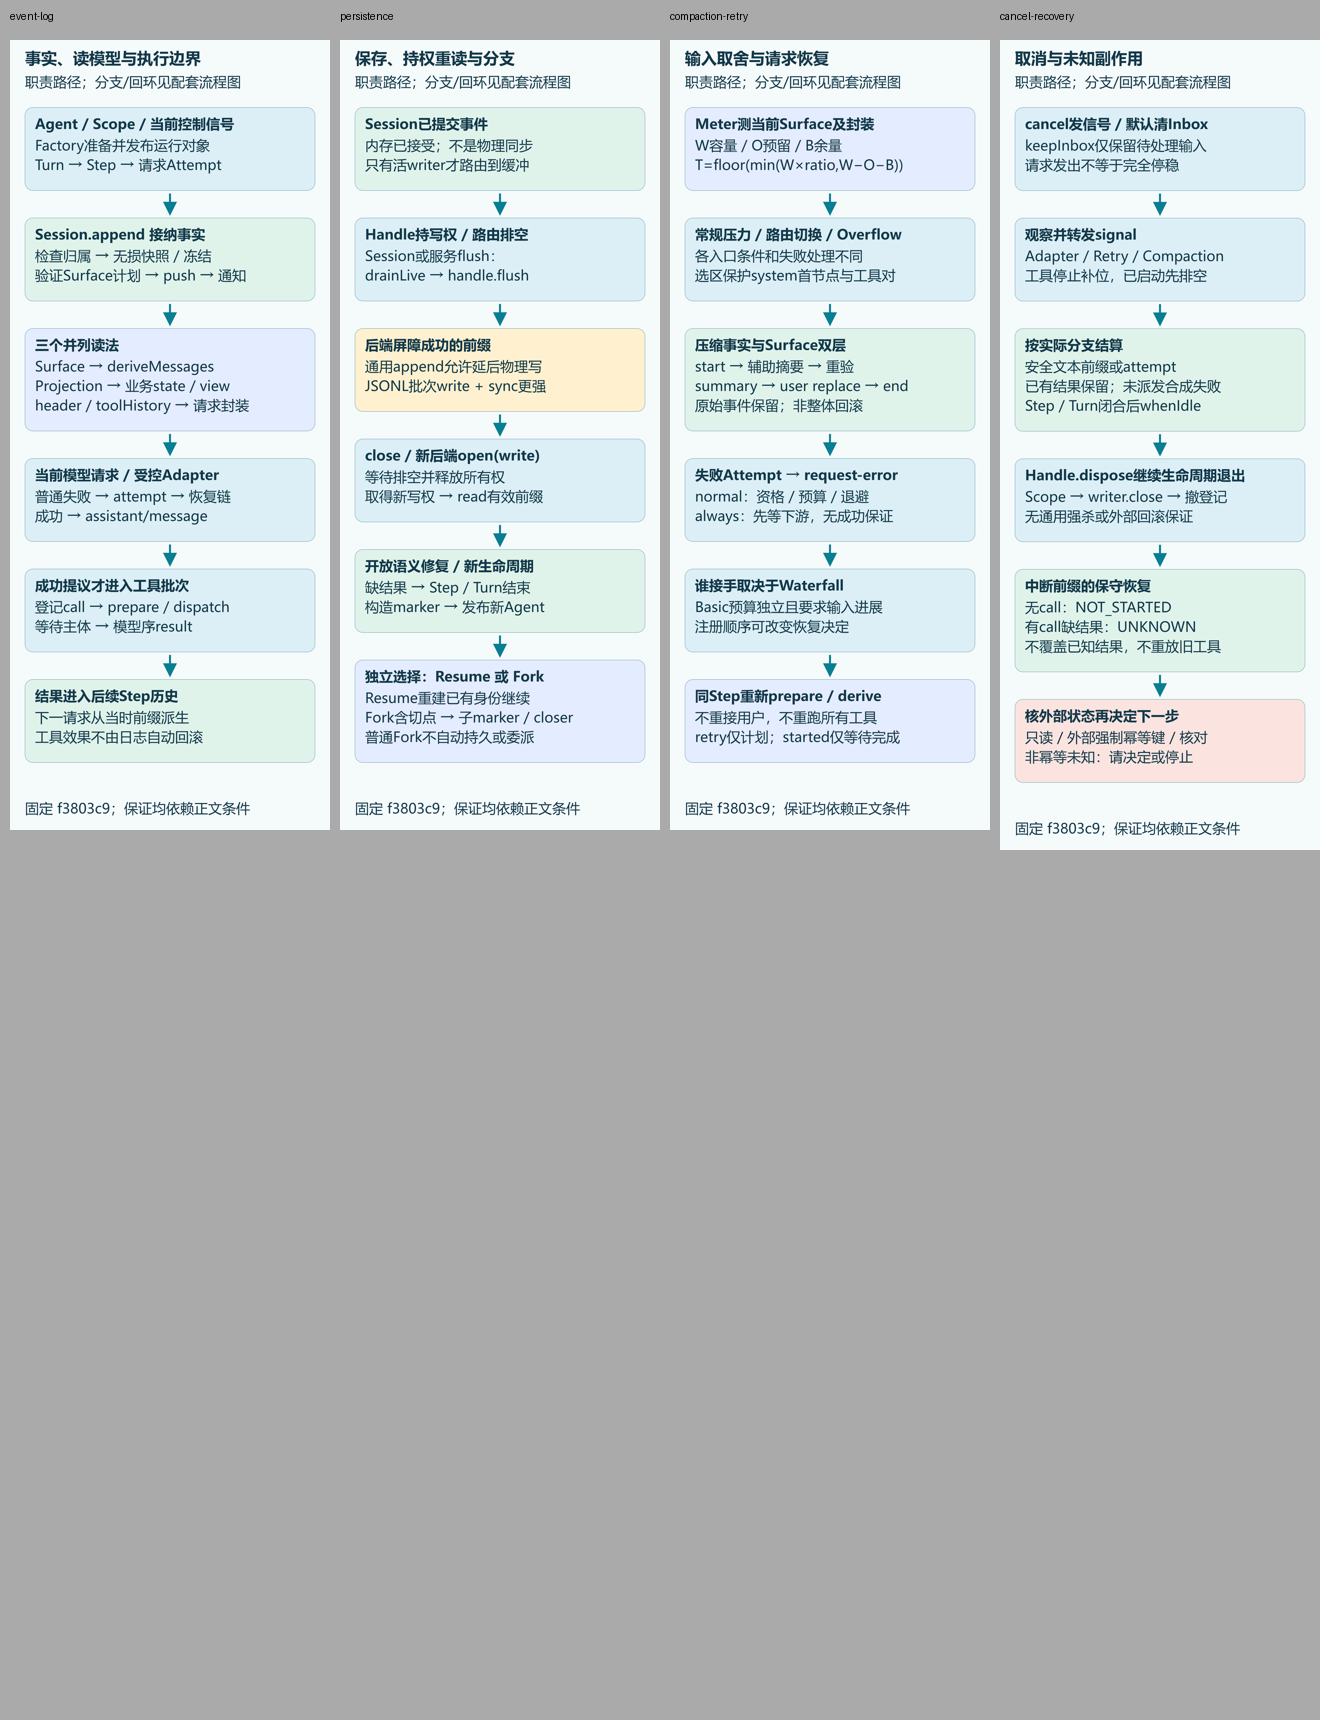 event-log
事实、读模型与执行边界
职责路径；分支/回环见配套流程图
Agent / Scope / 当前控制信号
Factory准备并发布运行对象
Turn → Step → 请求Attempt
Session.append 接纳事实
检查归属 → 无损快照 / 冻结
验证Surface计划 → push → 通知
三个并列读法
Surface → deriveMessages
Projection → 业务state / view
header / toolHistory → 请求封装
当前模型请求 / 受控Adapter
普通失败 → attempt → 恢复链
成功 → assistant/message
成功提议才进入工具批次
登记call → prepare / dispatch
等待主体 → 模型序result
结果进入后续Step历史
下一请求从当时前缀派生
工具效果不由日志自动回滚
固定 f3803c9；保证均依赖正文条件
persistence
保存、持权重读与分支
职责路径；分支/回环见配套流程图
Session已提交事件
内存已接受；不是物理同步
只有活writer才路由到缓冲
Handle持写权 / 路由排空
Session或服务flush：
drainLive → handle.flush
后端屏障成功的前缀
通用append允许延后物理写
JSONL批次write + sync更强
close / 新后端open(write)
等待排空并释放所有权
取得新写权 → read有效前缀
开放语义修复 / 新生命周期
缺结果 → Step / Turn结束
构造marker → 发布新Agent
独立选择：Resume 或 Fork
Resume重建已有身份继续
Fork含切点 → 子marker / closer
普通Fork不自动持久或委派
固定 f3803c9；保证均依赖正文条件
compaction-retry
输入取舍与请求恢复
职责路径；分支/回环见配套流程图
Meter测当前Surface及封装
W容量 / O预留 / B余量
T=floor(min(W×ratio,W−O−B))
常规压力 / 路由切换 / Overflow
各入口条件和失败处理不同
选区保护system首节点与工具对
压缩事实与Surface双层
start → 辅助摘要 → 重验
summary → user replace → end
原始事件保留；非整体回滚
失败Attempt → request-error
normal：资格 / 预算 / 退避
always：先等下游，无成功保证
谁接手取决于Waterfall
Basic预算独立且要求输入进展
注册顺序可改变恢复决定
同Step重新prepare / derive
不重接用户，不重跑所有工具
retry仅计划；started仅等待完成
固定 f3803c9；保证均依赖正文条件
cancel-recovery
取消与未知副作用
职责路径；分支/回环见配套流程图
cancel发信号 / 默认清Inbox
keepInbox仅保留待处理输入
请求发出不等于完全停稳
观察并转发signal
Adapter / Retry / Compaction
工具停止补位，已启动先排空
按实际分支结算
安全文本前缀或attempt
已有结果保留；未派发合成失败
Step / Turn闭合后whenIdle
Handle.dispose继续生命周期退出
Scope → writer.close → 撤登记
无通用强杀或外部回滚保证
中断前缀的保守恢复
无call：NOT_STARTED
有call缺结果：UNKNOWN
不覆盖已知结果，不重放旧工具
核外部状态再决定下一步
只读 / 外部强制幂等键 / 核对
非幂等未知：请决定或停止
固定 f3803c9；保证均依赖正文条件